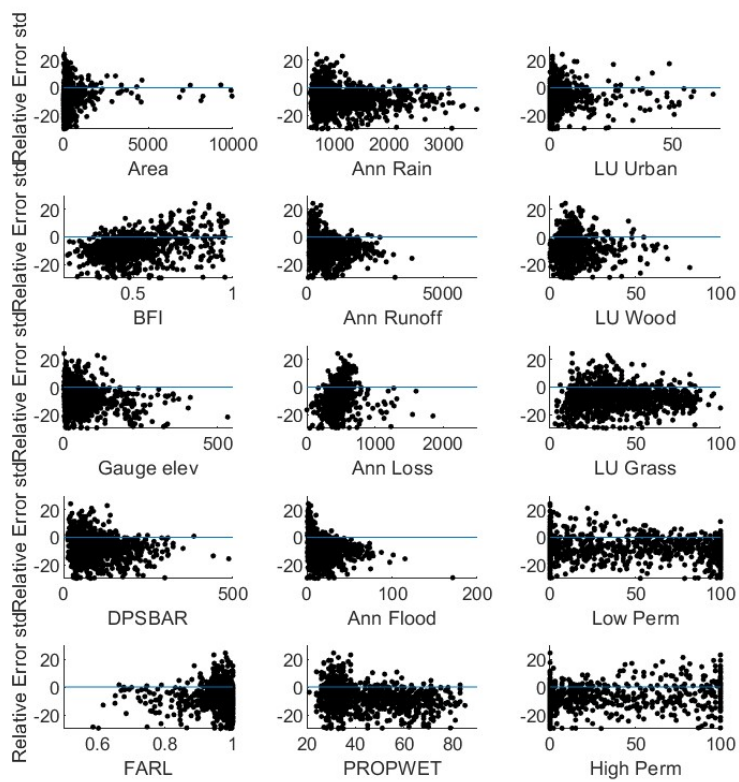 Relative Error std
20
0
-20
0 5000 10000
Area
20
0
-20
1000 2000 3000
Ann Rain
20
0
-20
0 50
LU Urban
Relative Error std
20
0
-20
0.5 1
BFI
20
0
-20
0 5000
Ann Runoff
20
0
-20
0 50 100
LU Wood
Relative Error std
20
0
-20
0 500
Gauge elev
20
0
-20
0 1000 2000
Ann Loss
20
0
-20
0 50 100
LU Grass
Relative Error std
20
0
-20
0 500
DPSBAR
20
0
-20
0 100 200
Ann Flood
20
0
-20
0 50 100
Low Perm
Relative Error std
20
0
-20
0.6 0.8 1
FARL
20
0
-20
20 40 60 80
PROPWET
20
0
-20
0 50 100
High Perm